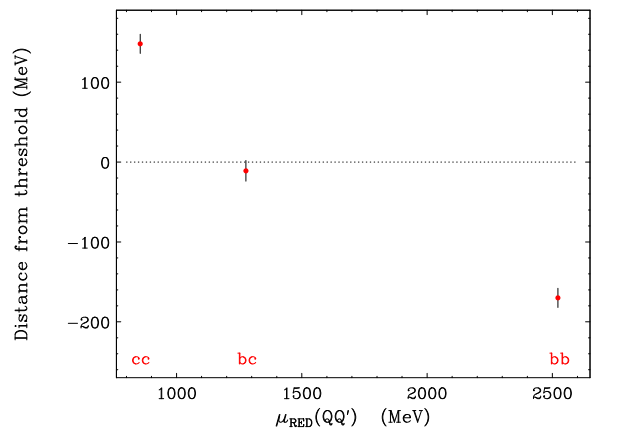 Distance from threshold (MeV)
100
0
−100
−200
cc bc bb
1000 1500 2000 2500
μRED(QQ') (MeV)